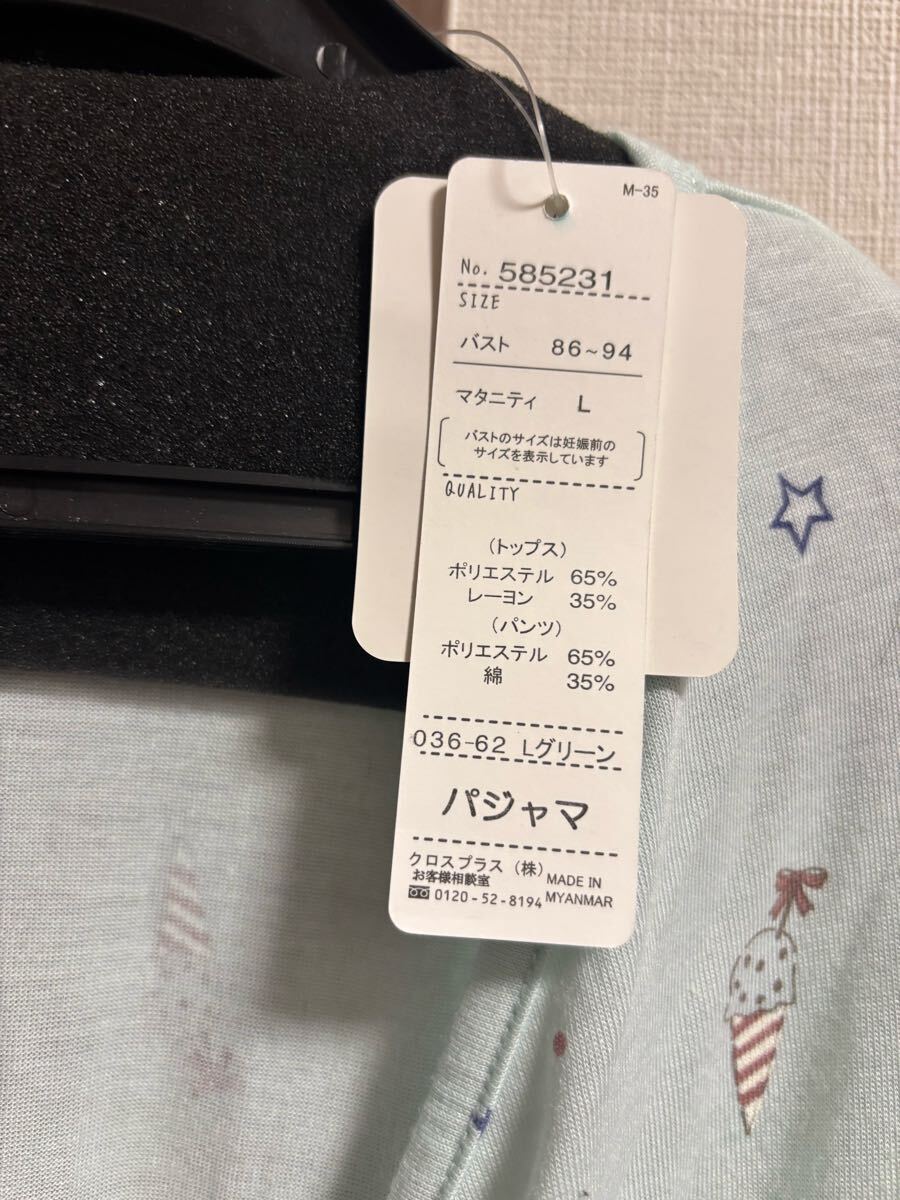 M-35
No. 585231
SIZE
バスト 86~94
マタニティ L
バストのサイズは妊娠前の
サイズを表示しています
QUALITY
(トップス)
ポリエステル 65%
レーヨン 35%
(パンツ)
ポリエステル 65%
綿 35%
036-62 Lグリーン
パジャマ
クロスプラス(株)
お客様相談室
0120-52-8194
MADE IN
MYANMAR